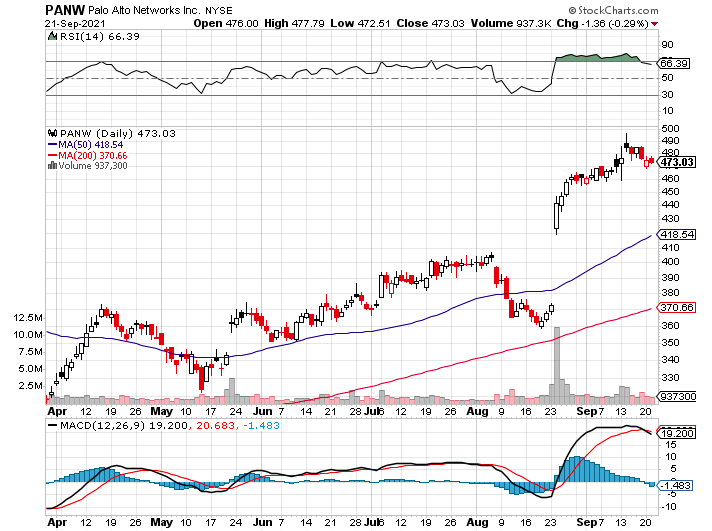 PANW Palo Alto Networks Inc. NYSE © StockCharts.com
21-Sep-2021 Open 476.00 High 477.79 Low 472.51 Close 473.03 Volume 937.3K Chg -1.36 (-0.29%)
RSI(14) 66.39
90
66.39
50
30
10
PANW (Daily) 473.03
MA(50) 418.54
MA(200) 370.66
Volume 937,300
500
490
480
473.03
460
450
440
430
418.54
410
400
390
380
370.66
360
350
340
330
937300
12.5M
10.0M
7.5M
5.0M
2.5M
Apr 12 19 26 May 10 17 24 Jun 7 14 21 28 Jul 6 12 19 26 Aug 9 16 23 Sep 7 13 20
MACD(12,26,9) 19.200, 20.683, -1.483
19.200
15
10
5
0
-1.483
-5
-10
Apr 12 19 26 May 10 17 24 Jun 7 14 21 28 Jul 6 12 19 26 Aug 9 16 23 Sep 7 13 20